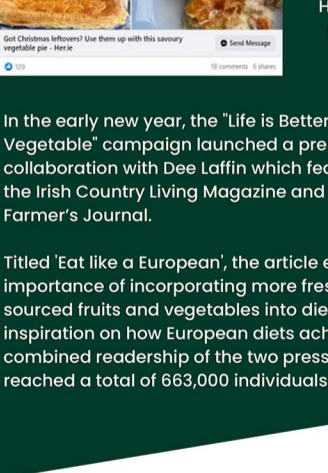 Got Christmas leftovers? Use them up with this savoury
vegetable pie - Her.ie
Send Message
129
18 comments 6 shares
H
In the early new year, the "Life is Better
Vegetable" campaign launched a pre
collaboration with Dee Laffin which fea
the Irish Country Living Magazine and
Farmer's Journal.
Titled 'Eat like a European', the article e
importance of incorporating more fres
sourced fruits and vegetables into die
inspiration on how European diets ach
combined readership of the two press
reached a total of 663,000 individuals